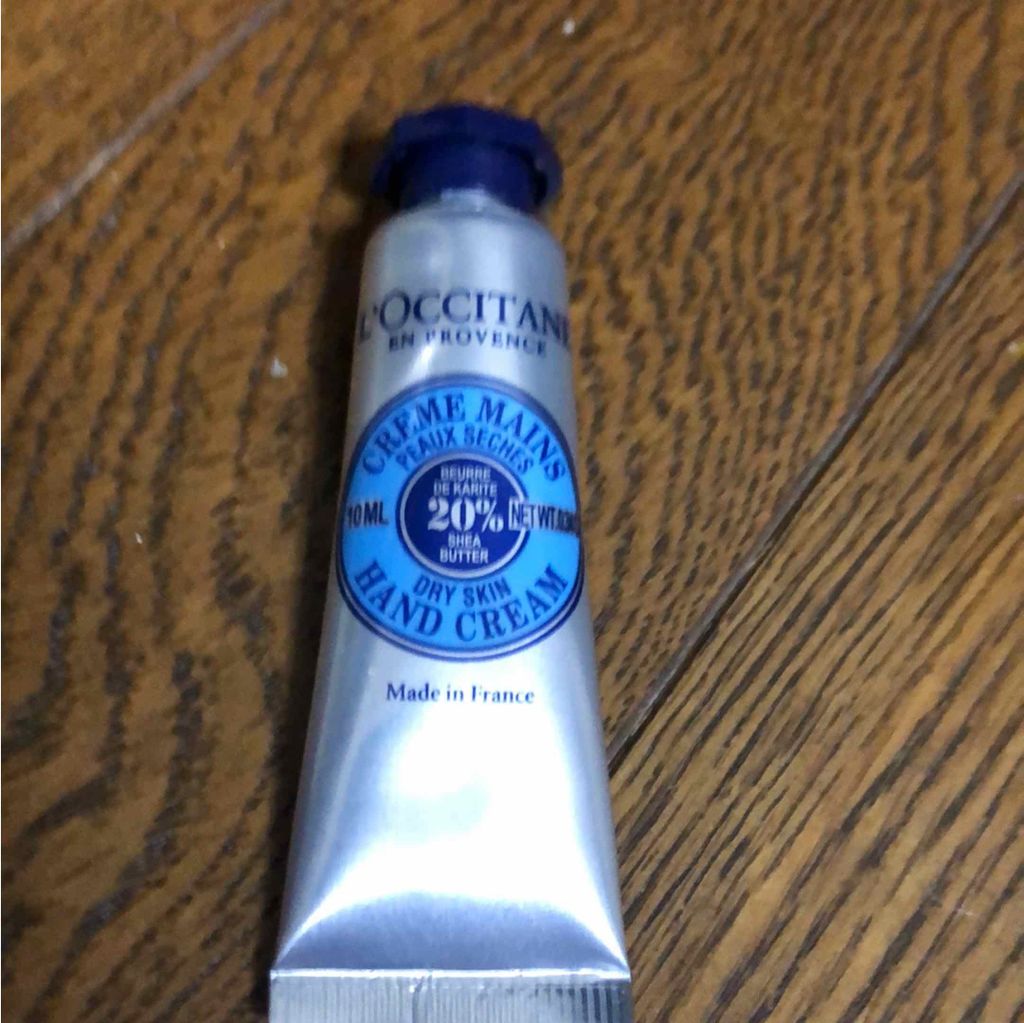 L'OCCITANE
EN PROVENCE
CREME MAINS
PEAUX SECHES
BEURRE
DE KARITE
10 ML
20%
NET WT.
SHEA
BUTTER
DRY SKIN
HAND CREAM
Made in France